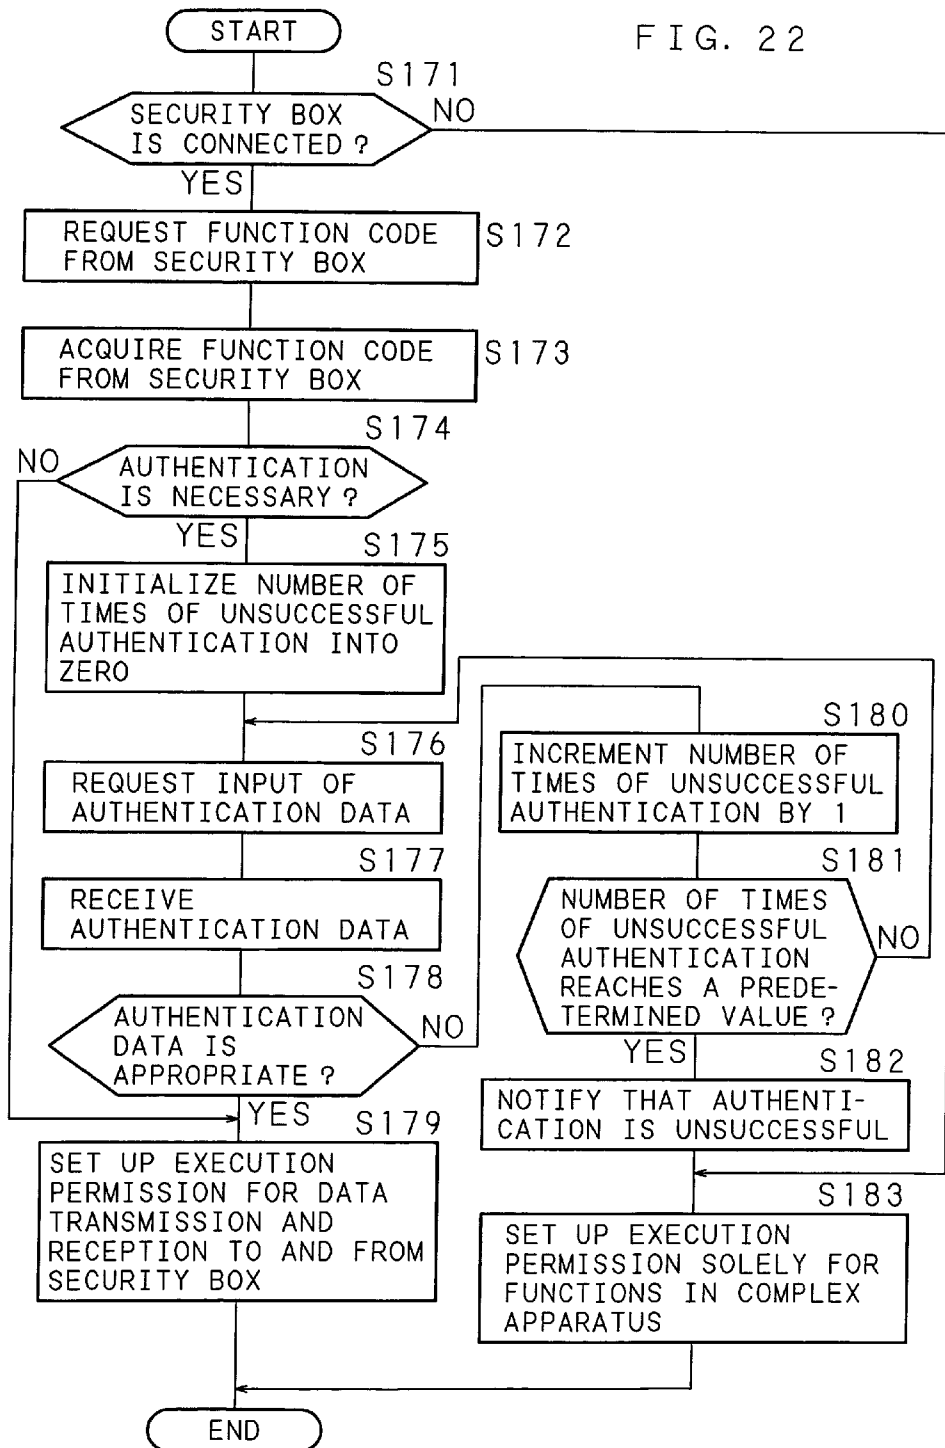 START
FIG. 22
S171
SECURITY BOX
IS CONNECTED?
NO
YES
REQUEST FUNCTION CODE
FROM SECURITY BOX
S172
ACQUIRE FUNCTION CODE
FROM SECURITY BOX
S173
S174
NO
AUTHENTICATION
IS NECESSARY?
YES
S175
INITIALIZE NUMBER OF
TIMES OF UNSUCCESSFUL
AUTHENTICATION INTO
ZERO
S176
REQUEST INPUT OF
AUTHENTICATION DATA
S177
RECEIVE
AUTHENTICATION DATA
S178
AUTHENTICATION
DATA IS
APPROPRIATE?
NO
YES
S179
SET UP EXECUTION
PERMISSION FOR DATA
TRANSMISSION AND
RECEPTION TO AND FROM
SECURITY BOX
S180
INCREMENT NUMBER OF
TIMES OF UNSUCCESSFUL
AUTHENTICATION BY 1
S181
NUMBER OF TIMES
OF UNSUCCESSFUL
AUTHENTICATION
REACHES A PREDE-
TERMINED VALUE?
NO
YES
S182
NOTIFY THAT AUTHENTI-
CATION IS UNSUCCESSFUL
S183
SET UP EXECUTION
PERMISSION SOLELY FOR
FUNCTIONS IN COMPLEX
APPARATUS
END